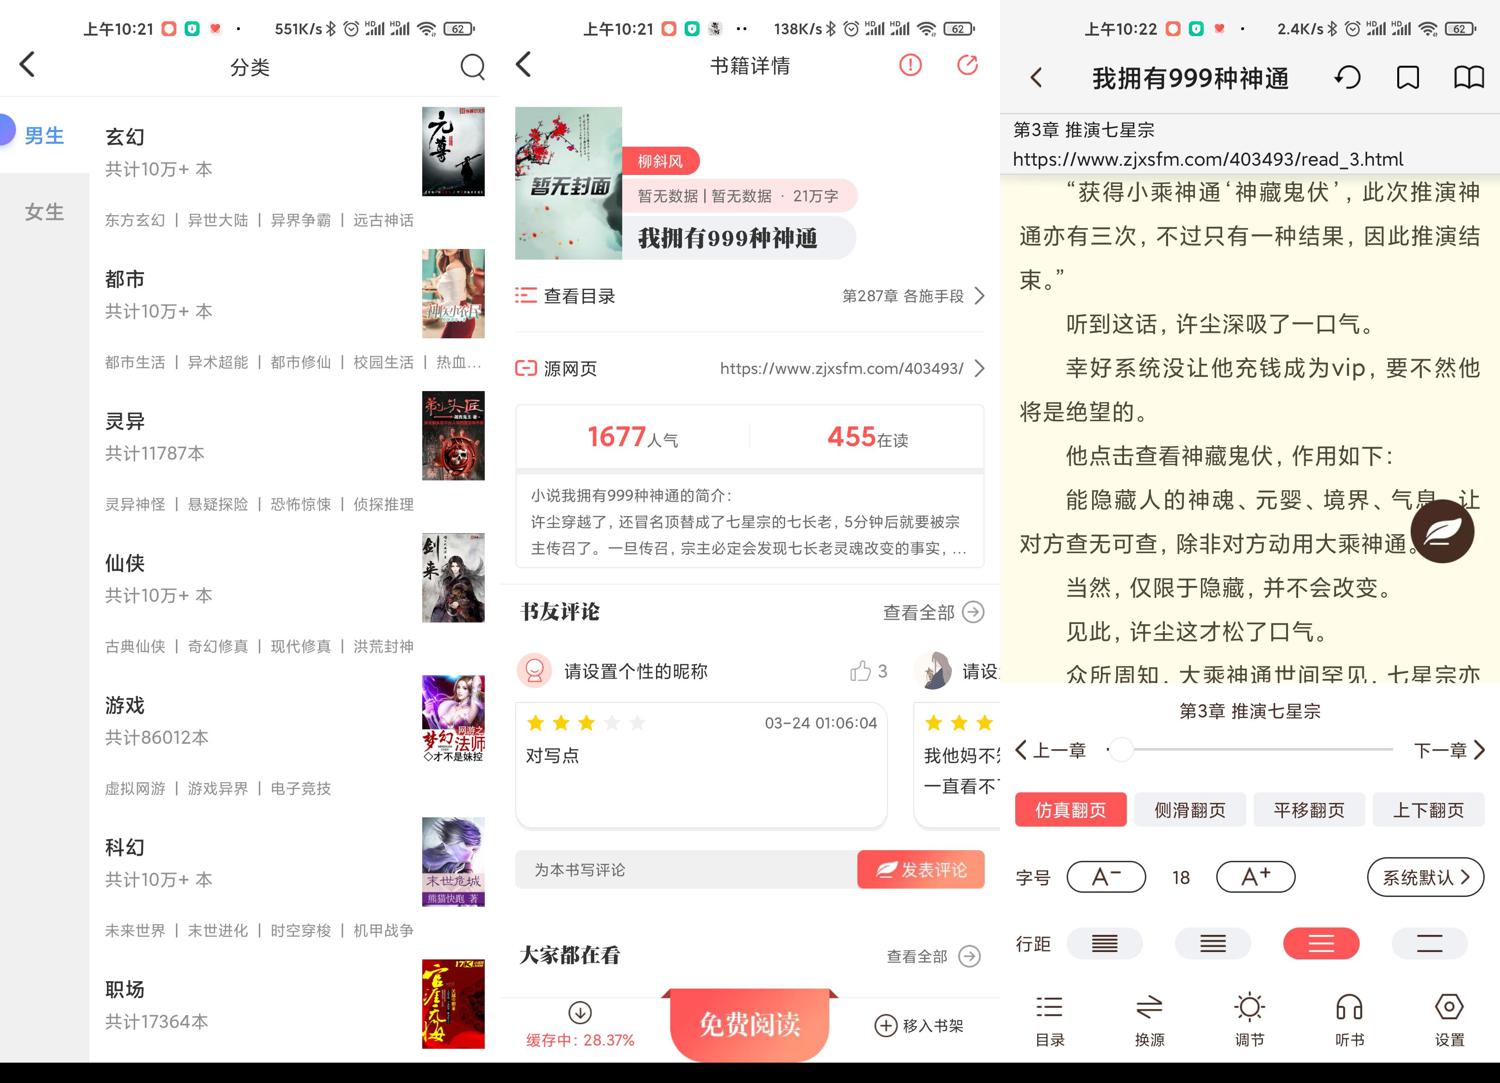 上午10:21
551K/s
62
分类
男生
女生
玄幻
共计10万+ 本
东方玄幻 | 异世大陆 | 异界争霸 | 远古神话
元尊
都市
共计10万+ 本
都市生活 | 异术超能 | 都市修仙 | 校园生活 | 热血...
灵异
共计11787本
灵异神怪 | 悬疑探险 | 恐怖惊悚 | 侦探推理
剃头匠
仙侠
共计10万+ 本
古典仙侠 | 奇幻修真 | 现代修真 | 洪荒封神
剑来
游戏
共计86012本
虚拟网游 | 游戏异界 | 电子竞技
网游之
梦幻法师
◇才不是妹控
科幻
共计10万+ 本
未来世界 | 末世进化 | 时空穿梭 | 机甲战争
末世危城
熊猫快跑 著
职场
共计17364本
17K
上午10:21
138K/s
62
书籍详情
暂无封面
柳斜风
暂无数据 | 暂无数据 · 21万字
我拥有999种神通
查看目录
第287章 各施手段
源网页
https://www.zjxsfm.com/403493/
1677人气
455在读
小说我拥有999种神通的简介：
许尘穿越了，还冒名顶替成了七星宗的七长老，5分钟后就要被宗
主传召了。一旦传召，宗主必定会发现七长老灵魂改变的事实，...
书友评论
查看全部
请设置个性的昵称
3
请设
03-24 01:06:04
对写点
我他妈不
一直看不
为本书写评论
发表评论
大家都在看
查看全部
缓存中：28.37%
免费阅读
移入书架
上午10:22
2.4K/s
62
我拥有999种神通
第3章 推演七星宗
https://www.zjxsfm.com/403493/read_3.html
“获得小乘神通‘神藏鬼伏’，此次推演神
通亦有三次，不过只有一种结果，因此推演结
束。”
听到这话，许尘深吸了一口气。
幸好系统没让他充钱成为vip，要不然他
将是绝望的。
他点击查看神藏鬼伏，作用如下：
能隐藏人的神魂、元婴、境界、气息，让
对方查无可查，除非对方动用大乘神通。
当然，仅限于隐藏，并不会改变。
见此，许尘这才松了口气。
众所周知，大乘神通世间罕见，七星宗亦
第3章 推演七星宗
上一章
下一章
仿真翻页
侧滑翻页
平移翻页
上下翻页
字号
A-
18
A+
系统默认
行距
目录
换源
调节
听书
设置